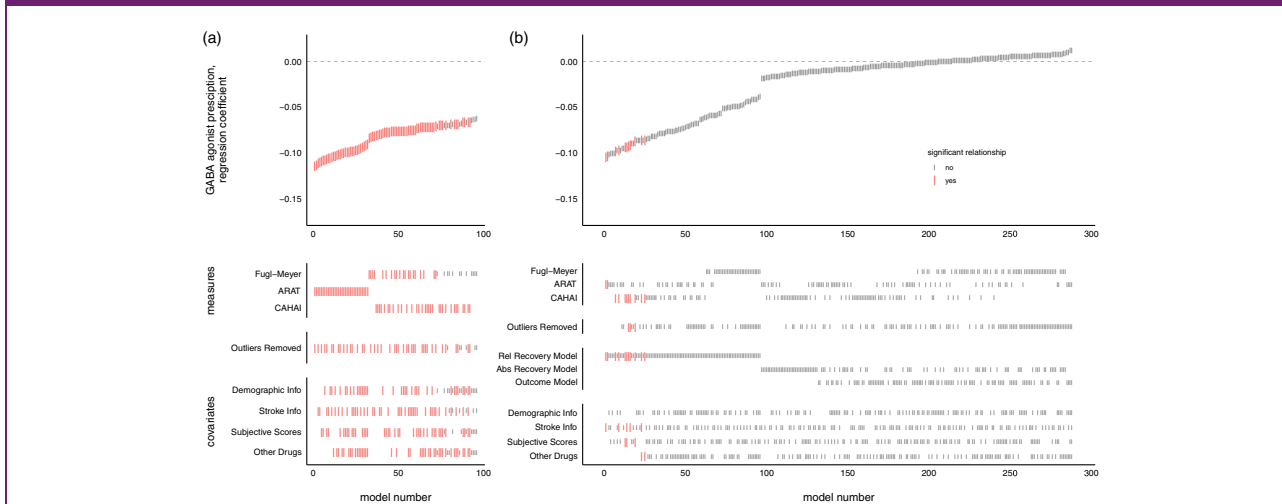 (a)
(b)
GABA agonist presciption,
regression coefficient
0.00
−0.05
−0.10
−0.15
0.00
−0.05
−0.10
−0.15
significant relationship
no
yes
0 50 100
0 50 100 150 200 250 300
measures
Fugl−Meyer
ARAT
CAHAI
Outliers Removed
covariates
Demographic Info
Stroke Info
Subjective Scores
Other Drugs
0 50 100
model number
Fugl−Meyer
ARAT
CAHAI
Outliers Removed
Rel Recovery Model
Abs Recovery Model
Outcome Model
Demographic Info
Stroke Info
Subjective Scores
Other Drugs
0 50 100 150 200 250 300
model number